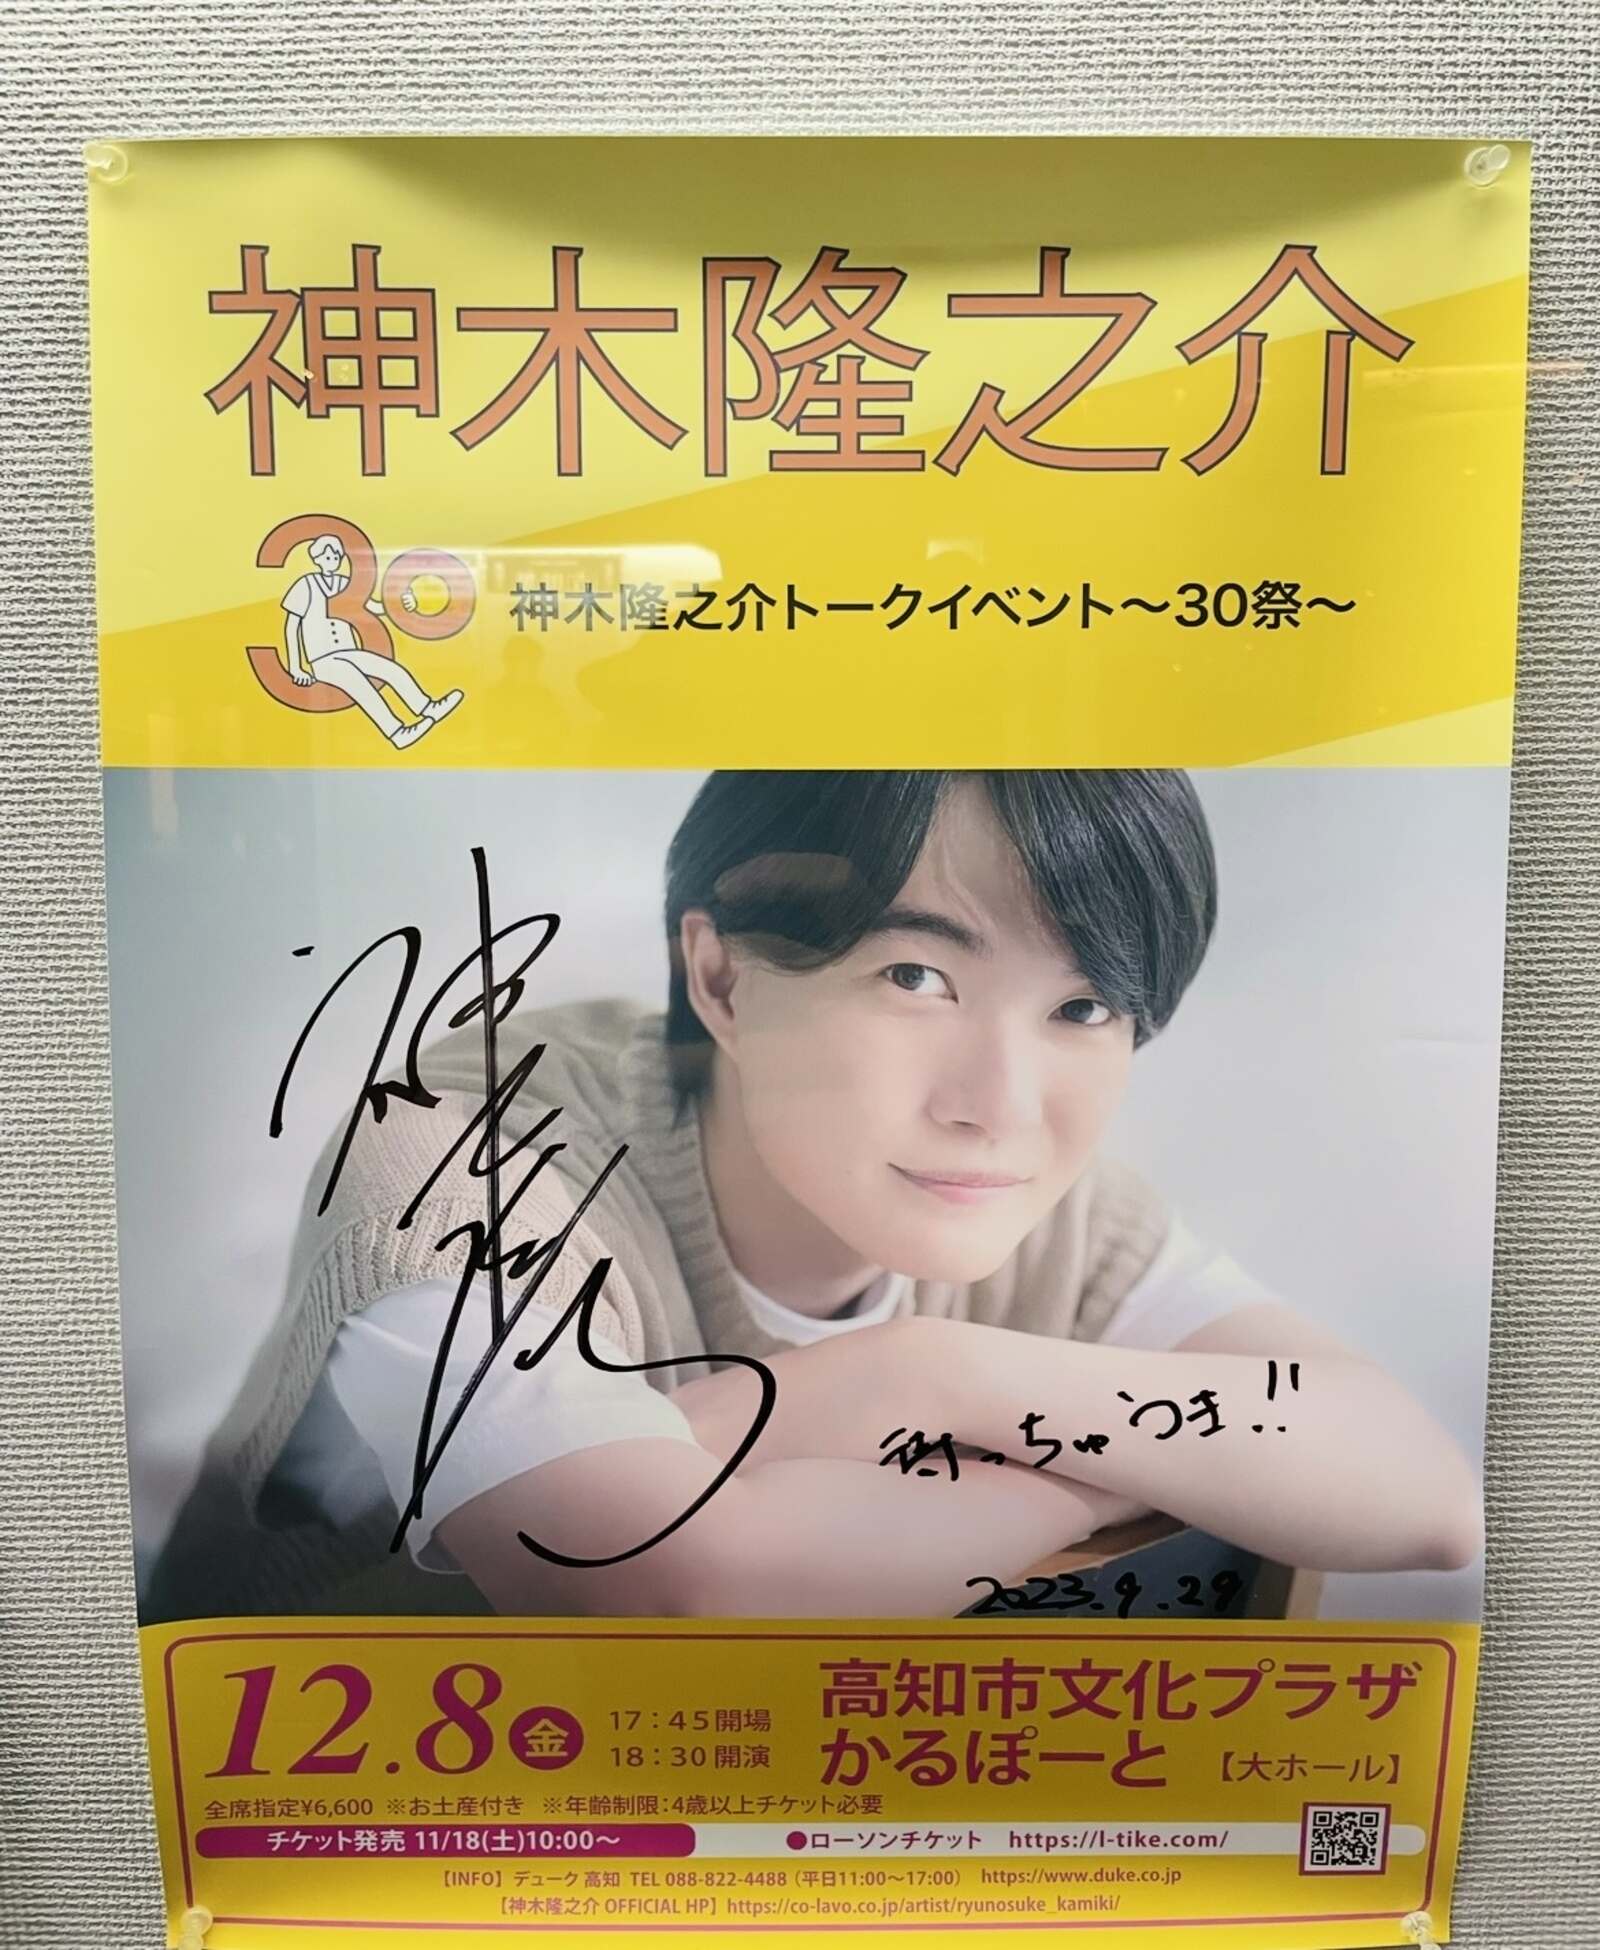 神木隆之介
30
神木隆之介トークイベント〜30祭〜
待っちゅうき!!
2023.9.29
12.8金
17:45開場
18:30開演
高知市文化プラザ
かるぽーと【大ホール】
全席指定¥6,600 ※お土産付き ※年齢制限:4歳以上チケット必要
チケット発売 11/18(土)10:00〜 ●ローソンチケット https://l-tike.com/
【INFO】デューク高知 TEL 088-822-4488(平日11:00〜17:00) https://www.duke.co.jp
【神木隆之介 OFFICIAL HP】https://co-lavo.co.jp/artist/ryunosuke_kamiki/